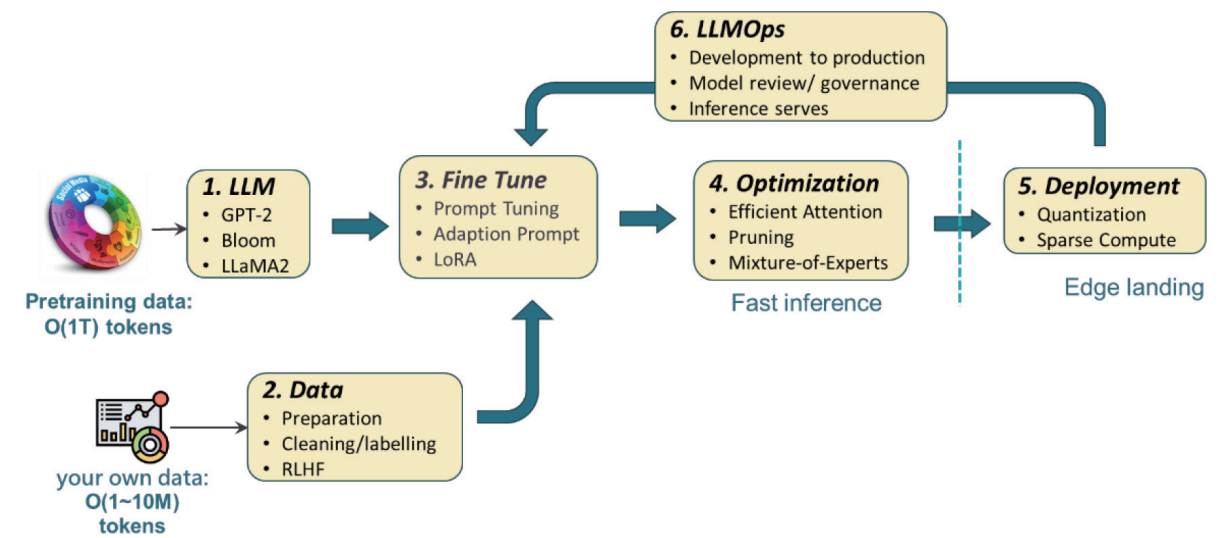 6. LLMOps
• Development to production
• Model review/ governance
• Inference serves
Social Media
1. LLM
• GPT-2
• Bloom
• LLaMA2
3. Fine Tune
• Prompt Tuning
• Adaption Prompt
• LoRA
4. Optimization
• Efficient Attention
• Pruning
• Mixture-of-Experts
5. Deployment
• Quantization
• Sparse Compute
Pretraining data:
O(1T) tokens
Fast inference
Edge landing
2. Data
• Preparation
• Cleaning/labelling
• RLHF
your own data:
O(1~10M)
tokens